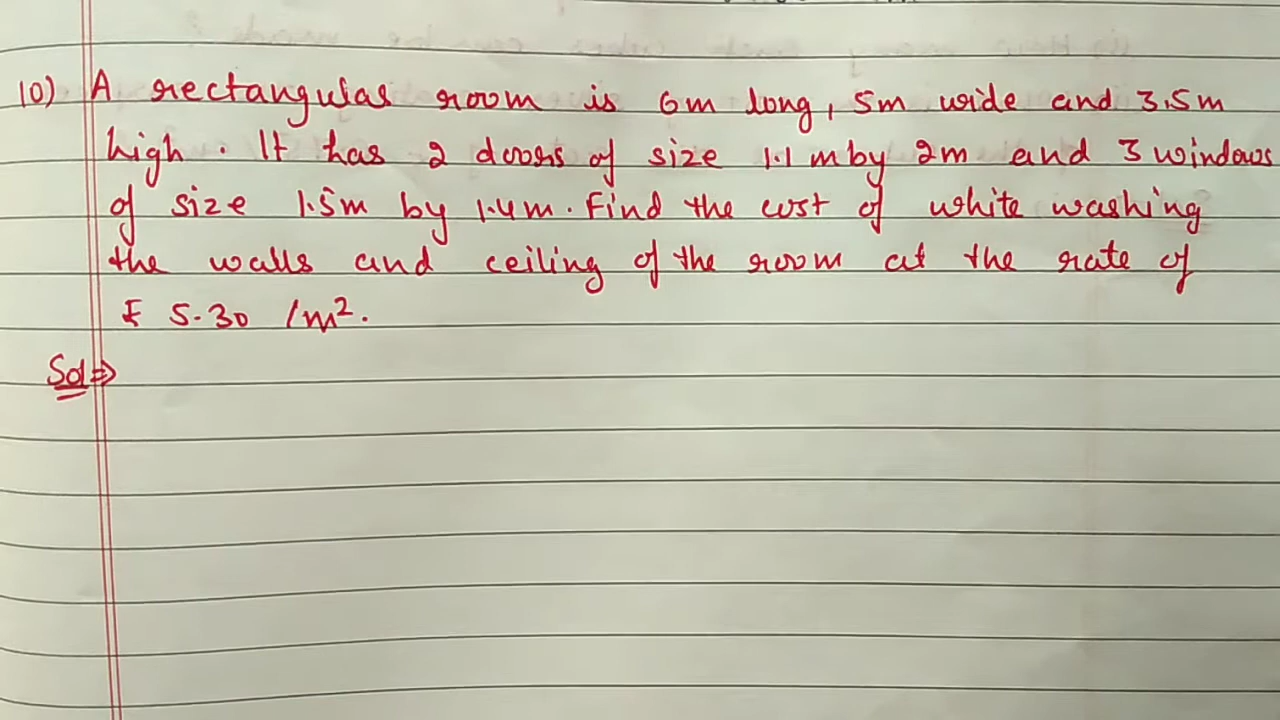 10) A rectangular room is 6m long, 5m wide and 3.5m
high. It has 2 doors of size 1.1 m by 2m and 3 windows
of size 1.5m by 1.4m. Find the cost of white washing
the walls and ceiling of the room at the rate of
₹ 5.30 /m².
Sol⇒